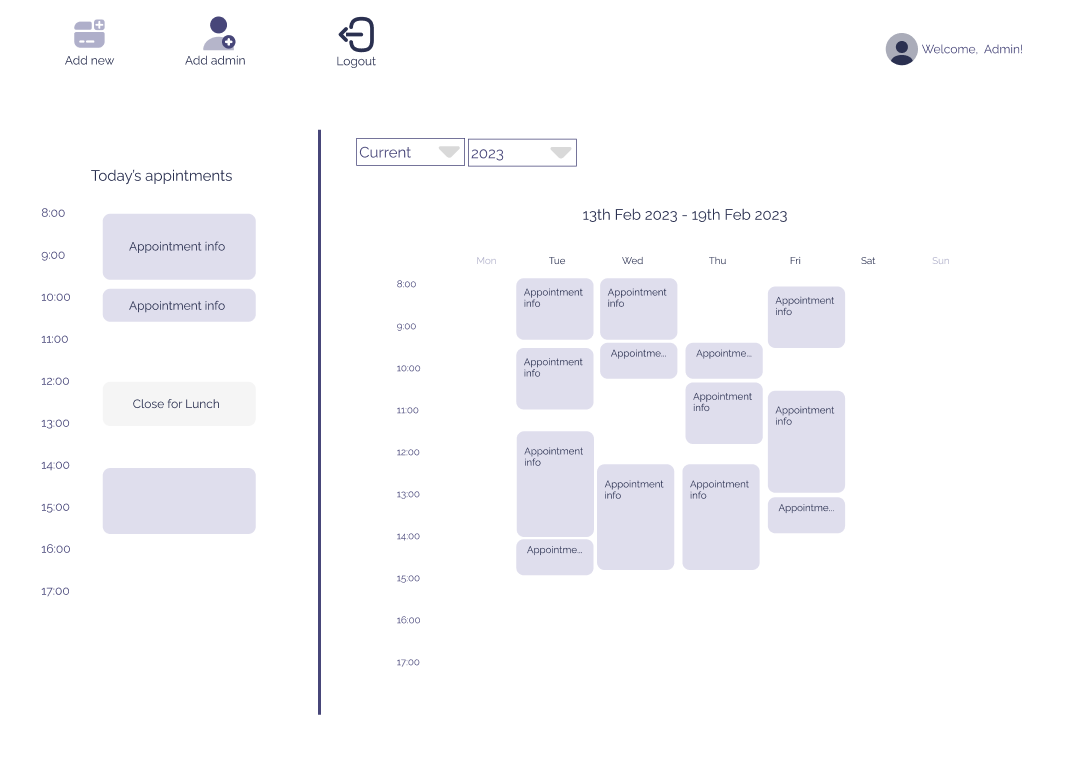 Add new
Add admin
Logout
Welcome, Admin!
Today's appintments
8:00
Appointment info
9:00
10:00
Appointment info
11:00
12:00
Close for Lunch
13:00
14:00
15:00
16:00
17:00
Current
2023
13th Feb 2023 - 19th Feb 2023
Mon
Tue
Wed
Thu
Fri
Sat
Sun
8:00
9:00
10:00
11:00
12:00
13:00
14:00
15:00
16:00
17:00
Appointment
info
Appointment
info
Appointment
info
Appointme...
Appointment
info
Appointme...
Appointment
info
Appointme...
Appointment
info
Appointment
info
Appointment
info
Appointment
info
Appointme...